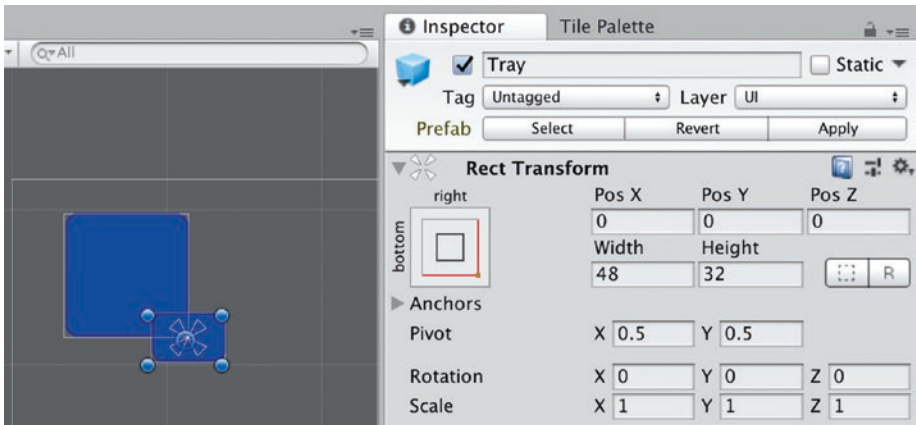 All
Inspector
Tile Palette
Tray
Static
Tag Untagged
Layer UI
Prefab Select Revert Apply
Rect Transform
right
bottom
Pos X Pos Y Pos Z
0 0 0
Width Height
48 32
R
Anchors
Pivot X 0.5 Y 0.5
Rotation X 0 Y 0 Z 0
Scale X 1 Y 1 Z 1